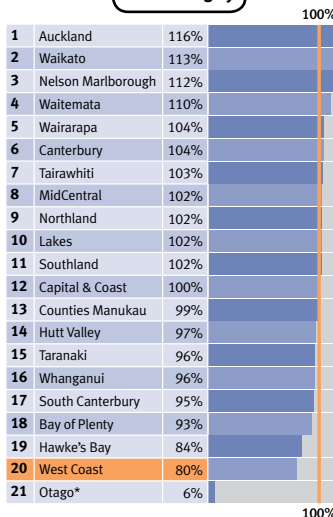 100%
1 Auckland 116%
2 Waikato 113%
3 Nelson Marlborough 112%
4 Waitemata 110%
5 Wairarapa 104%
6 Canterbury 104%
7 Tairawhiti 103%
8 MidCentral 102%
9 Northland 102%
10 Lakes 102%
11 Southland 102%
12 Capital & Coast 100%
13 Counties Manukau 99%
14 Hutt Valley 97%
15 Taranaki 96%
16 Whanganui 96%
17 South Canterbury 95%
18 Bay of Plenty 93%
19 Hawke's Bay 84%
20 West Coast 80%
21 Otago* 6%
100%